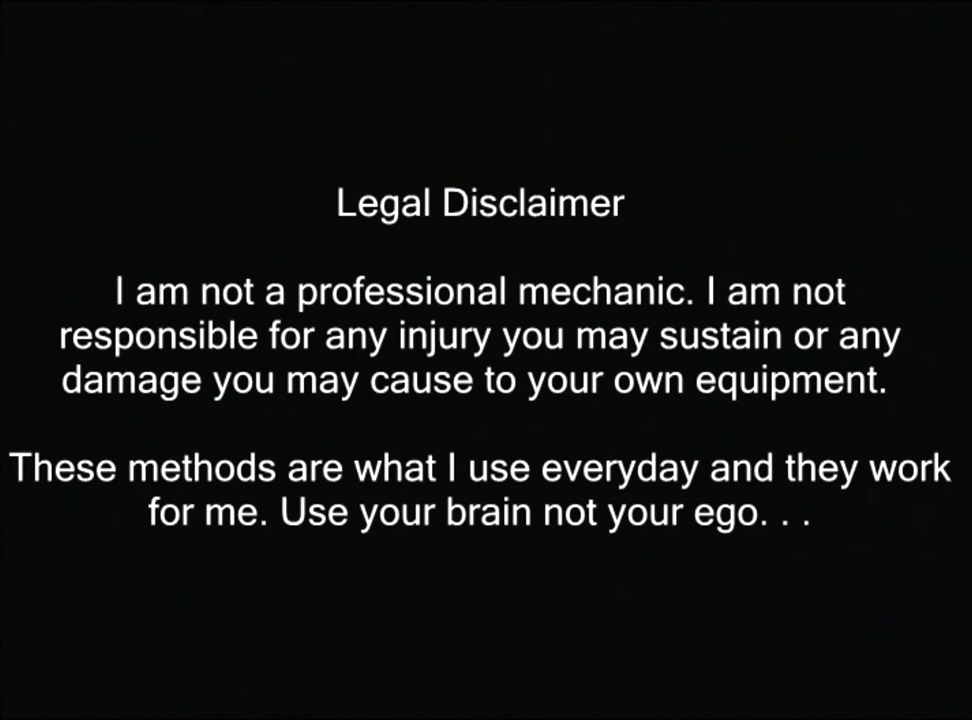 Legal Disclaimer
I am not a professional mechanic. I am not
responsible for any injury you may sustain or any
damage you may cause to your own equipment.
These methods are what I use everyday and they work
for me. Use your brain not your ego. . .